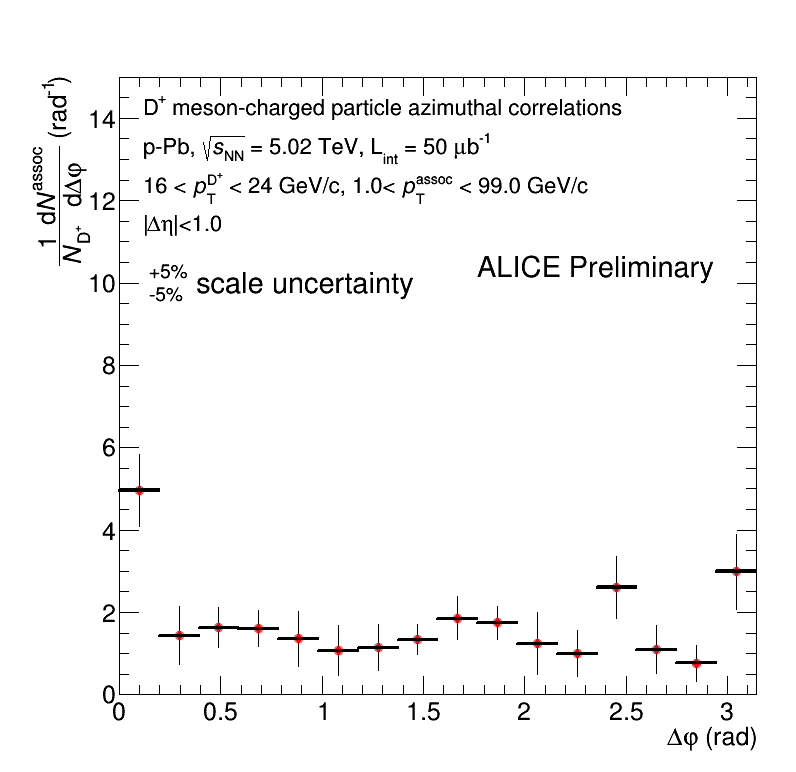 D⁺ meson-charged particle azimuthal correlations
p-Pb, √s_NN = 5.02 TeV, L_int = 50 μb⁻¹
16 < p_T^D⁺ < 24 GeV/c, 1.0< p_T^assoc < 99.0 GeV/c
|Δη|<1.0
+5% -5% scale uncertainty
ALICE Preliminary
1/N_D⁺ dN^assoc/dΔφ (rad⁻¹)
14
12
10
8
6
4
2
0
0 0.5 1 1.5 2 2.5 3
Δφ (rad)